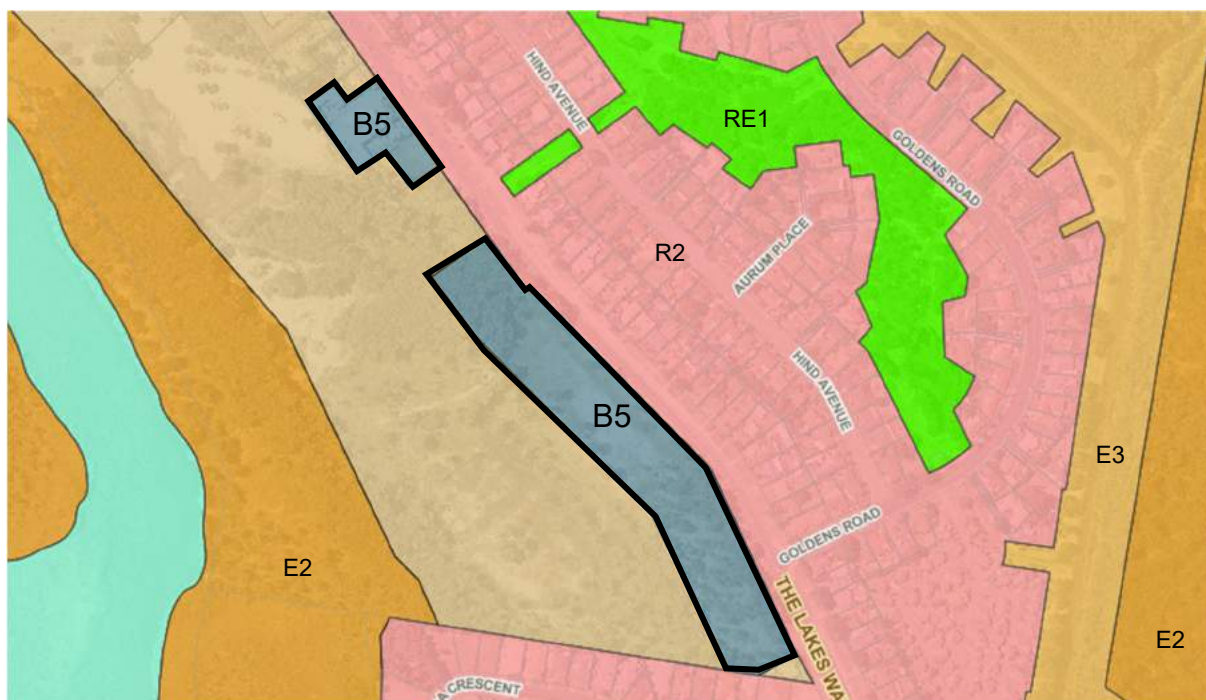 HIND AVENUE
B5
RE1
GOLDENS ROAD
AURUM PLACE
R2
HIND AVENUE
B5
E3
GOLDENS ROAD
E2
THE LAKES WA
E2
A CRESCENT